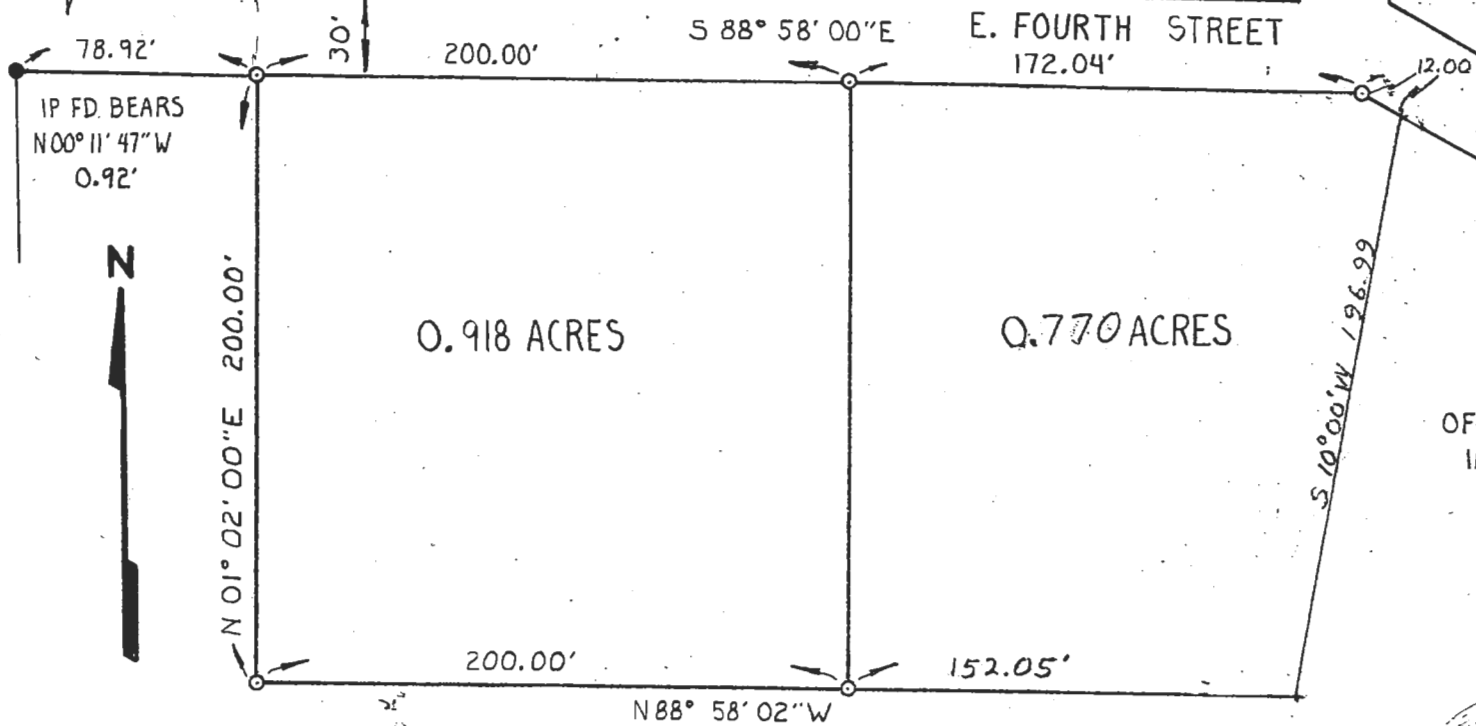 78.92'
30'
200.00'
S 88° 58' 00"E
E. FOURTH STREET
172.04'
12.00
IP FD. BEARS
N00° 11' 47"W
0.92'
N
N 01° 02' 00"E 200.00'
0.918 ACRES
0.770 ACRES
S 10°00'W 196.99
OF
200.00'
152.05'
N88° 58' 02"W